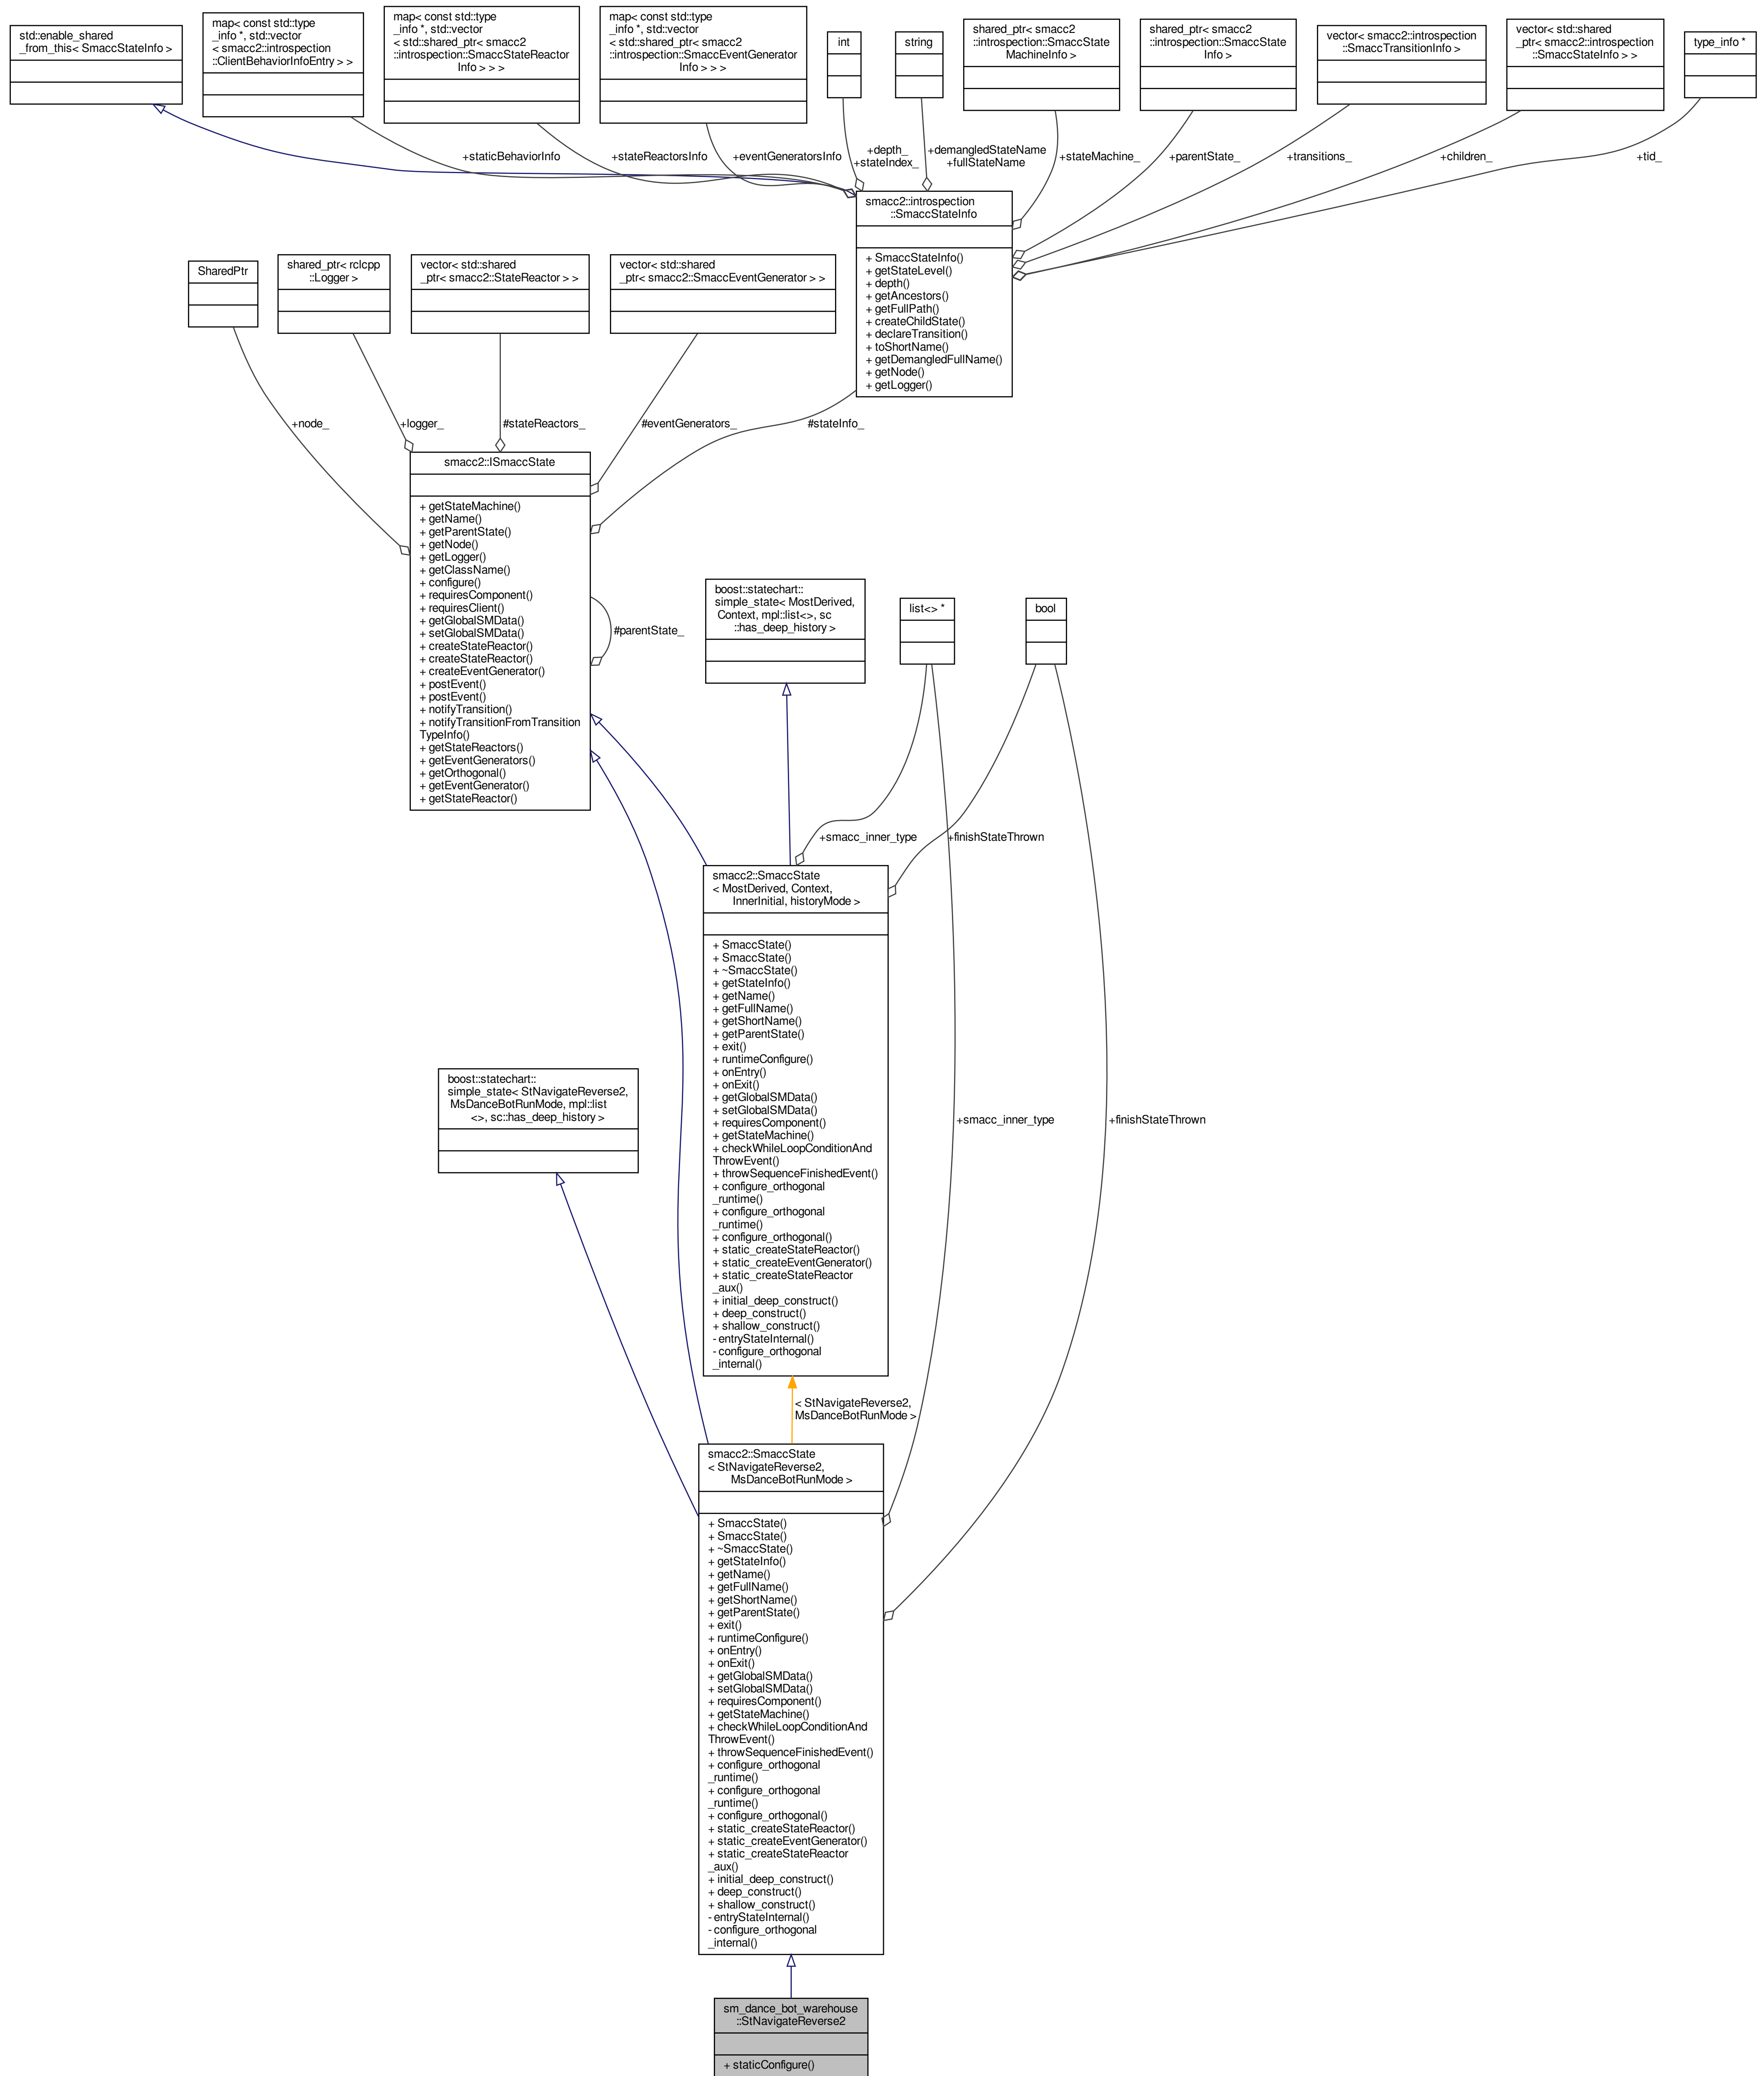 std::enable_shared
_from_this< SmaccStateInfo >
map< const std::type
_info *, std::vector
< smacc2::introspection
::ClientBehaviorInfoEntry > >
map< const std::type
_info *, std::vector
< std::shared_ptr< smacc2
::introspection::SmaccStateReactor
Info > > >
map< const std::type
_info *, std::vector
< std::shared_ptr< smacc2
::introspection::SmaccEventGenerator
Info > > >
int
string
shared_ptr< smacc2
::introspection::SmaccState
MachineInfo >
shared_ptr< smacc2
::introspection::SmaccState
Info >
vector< smacc2::introspection
::SmaccTransitionInfo >
vector< std::shared
_ptr< smacc2::introspection
::SmaccStateInfo > >
type_info *
+staticBehaviorInfo
+stateReactorsInfo
+eventGeneratorsInfo
+depth_
+stateIndex_
+demangledStateName
+fullStateName
+stateMachine_
+parentState_
+transitions_
+children_
+tid_
smacc2::introspection
::SmaccStateInfo
+ SmaccStateInfo()
+ getStateLevel()
+ depth()
+ getAncestors()
+ getFullPath()
+ createChildState()
+ declareTransition()
+ toShortName()
+ getDemangledFullName()
+ getNode()
+ getLogger()
SharedPtr
shared_ptr< rclcpp
::Logger >
vector< std::shared
_ptr< smacc2::StateReactor > >
vector< std::shared
_ptr< smacc2::SmaccEventGenerator > >
+node_
+logger_
#stateReactors_
#eventGenerators_
#stateInfo_
smacc2::ISmaccState
+ getStateMachine()
+ getName()
+ getParentState()
+ getNode()
+ getLogger()
+ getClassName()
+ configure()
+ requiresComponent()
+ requiresClient()
+ getGlobalSMData()
+ setGlobalSMData()
+ createStateReactor()
+ createStateReactor()
+ createEventGenerator()
+ postEvent()
+ postEvent()
+ notifyTransition()
+ notifyTransitionFromTransition
TypeInfo()
+ getStateReactors()
+ getEventGenerators()
+ getOrthogonal()
+ getEventGenerator()
+ getStateReactor()
#parentState_
boost::statechart::
simple_state< MostDerived,
Context, mpl::list<>, sc
::has_deep_history >
list<> *
bool
+smacc_inner_type
+finishStateThrown
smacc2::SmaccState
< MostDerived, Context,
InnerInitial, historyMode >
+ SmaccState()
+ SmaccState()
+ ~SmaccState()
+ getStateInfo()
+ getName()
+ getFullName()
+ getShortName()
+ getParentState()
+ exit()
+ runtimeConfigure()
+ onEntry()
+ onExit()
+ getGlobalSMData()
+ setGlobalSMData()
+ requiresComponent()
+ getStateMachine()
+ checkWhileLoopConditionAnd
ThrowEvent()
+ throwSequenceFinishedEvent()
+ configure_orthogonal
_runtime()
+ configure_orthogonal
_runtime()
+ configure_orthogonal()
+ static_createStateReactor()
+ static_createEventGenerator()
+ static_createStateReactor
_aux()
+ initial_deep_construct()
+ deep_construct()
+ shallow_construct()
- entryStateInternal()
- configure_orthogonal
_internal()
boost::statechart::
simple_state< StNavigateReverse2,
MsDanceBotRunMode, mpl::list
<>, sc::has_deep_history >
+smacc_inner_type
+finishStateThrown
< StNavigateReverse2,
MsDanceBotRunMode >
smacc2::SmaccState
< StNavigateReverse2,
MsDanceBotRunMode >
+ SmaccState()
+ SmaccState()
+ ~SmaccState()
+ getStateInfo()
+ getName()
+ getFullName()
+ getShortName()
+ getParentState()
+ exit()
+ runtimeConfigure()
+ onEntry()
+ onExit()
+ getGlobalSMData()
+ setGlobalSMData()
+ requiresComponent()
+ getStateMachine()
+ checkWhileLoopConditionAnd
ThrowEvent()
+ throwSequenceFinishedEvent()
+ configure_orthogonal
_runtime()
+ configure_orthogonal
_runtime()
+ configure_orthogonal()
+ static_createStateReactor()
+ static_createEventGenerator()
+ static_createStateReactor
_aux()
+ initial_deep_construct()
+ deep_construct()
+ shallow_construct()
- entryStateInternal()
- configure_orthogonal
_internal()
sm_dance_bot_warehouse
::StNavigateReverse2
+ staticConfigure()